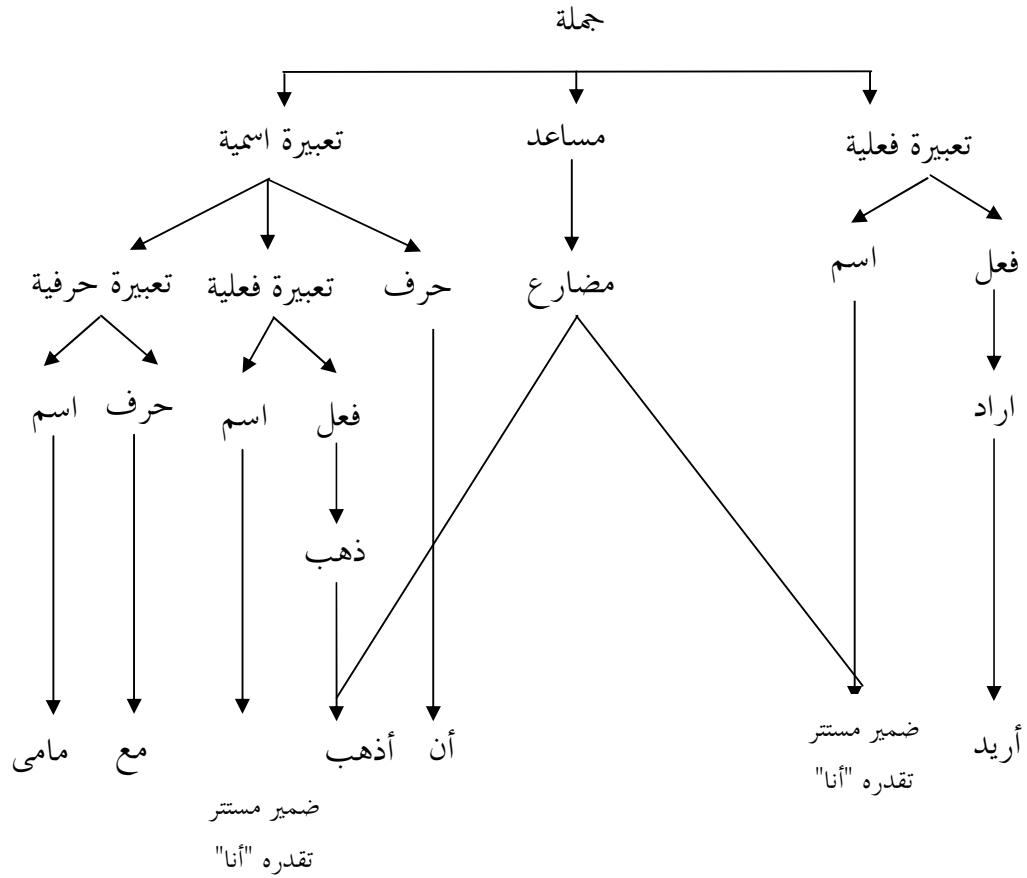 جملة
تعبيرة فعلية
مساعد
تعبيرة اسمية
فعل
اسم
مضارع
حرف
تعبيرة فعلية
تعبيرة حرفية
اراد
فعل
اسم
حرف
اسم
ذهب
أريد
ضمير مستتر
تقدره "أنا"
أن
أذهب
ضمير مستتر
تقدره "أنا"
مع
مامى